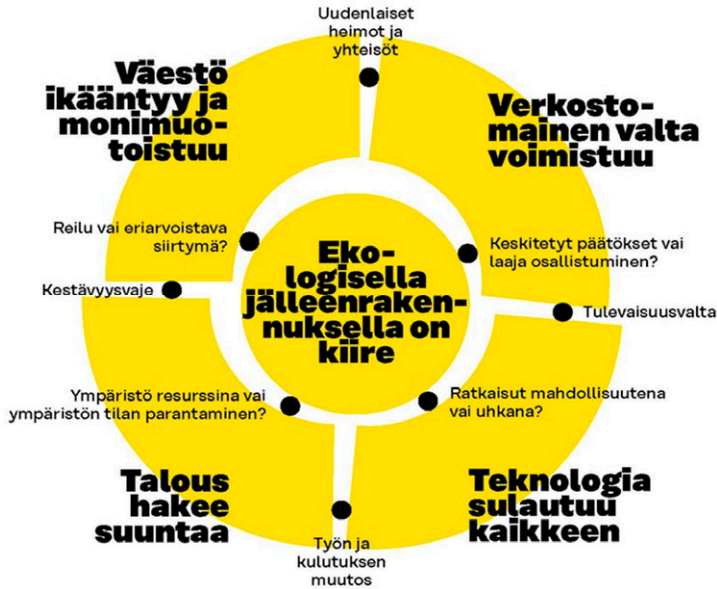 Uudenlaiset
heimot ja
yhteisöt
Väestö
ikääntyy ja
monimuo-
toistuu
Verkosto-
mainen valta
voimistuu
Reilu vai eriarvoistava
siirtymä?
Keskitetyt päätökset vai
laaja osallistuminen?
Eko-
logisella
jälleenraken-
nuksella on
kiire
Kestävyysvaje
Tulevaisuusvalta
Ympäristö resurssina vai
ympäristön tilan parantaminen?
Ratkaisut mahdollisuutena
vai uhkana?
Talous
hakee
suuntaa
Teknologia
sulautuu
kaikkeen
Työn ja
kulutuksen
muutos